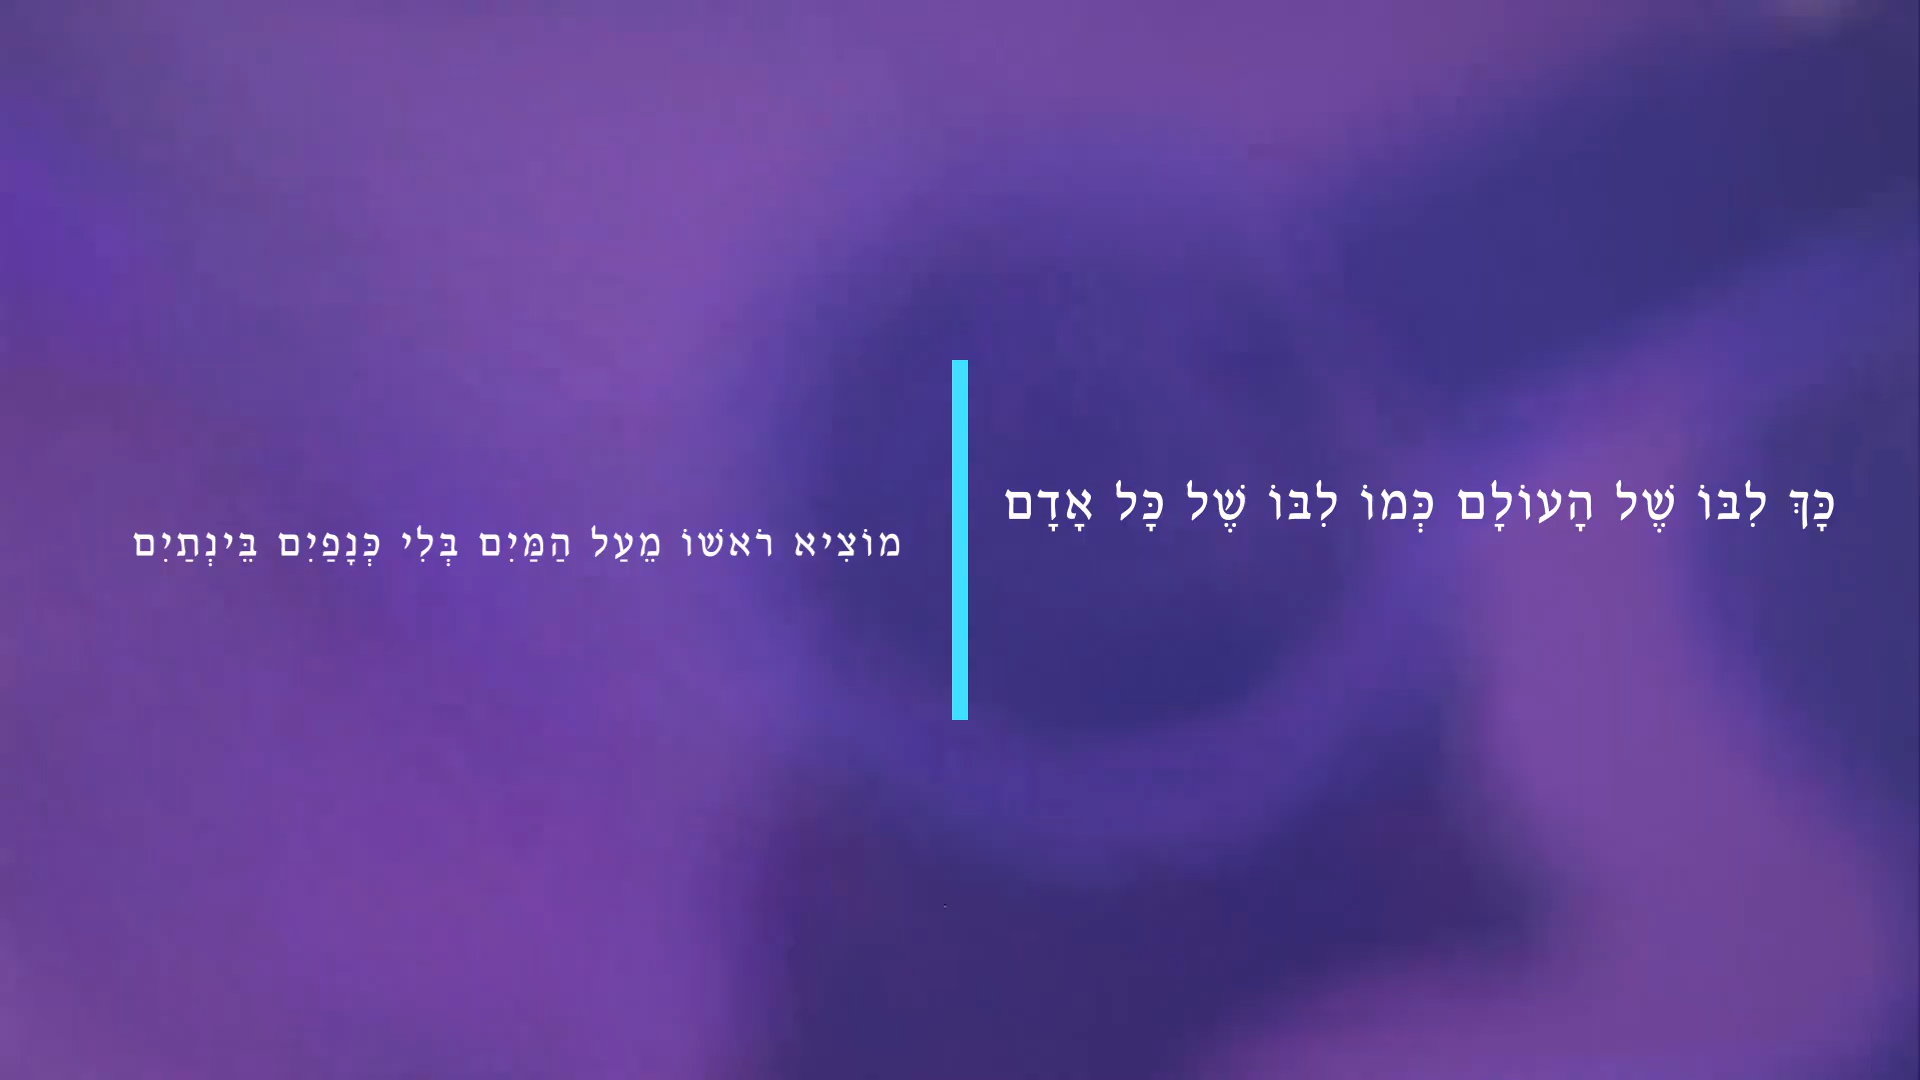 כָּךְ לִבּוֹ שֶׁל הָעוֹלָם כְּמוֹ לִבּוֹ שֶׁל כָּל אָדָם
מוֹצִיא רֹאשׁוֹ מֵעַל הַמַּיִם בְּלִי כְּנָפַיִם בֵּינְתַיִם